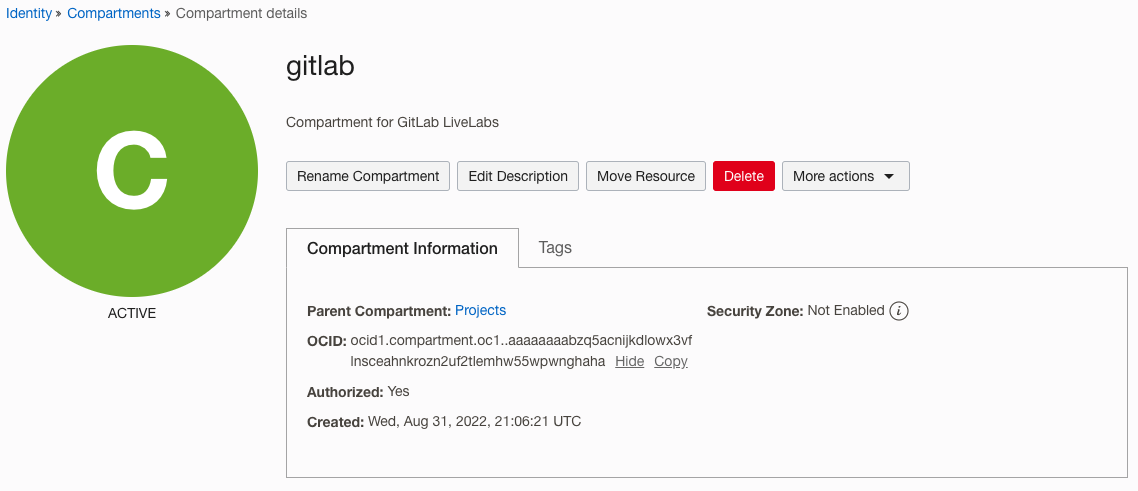 Identity » Compartments » Compartment details
C
ACTIVE
gitlab
Compartment for GitLab LiveLabs
Rename Compartment Edit Description Move Resource Delete More actions
Compartment Information Tags
Parent Compartment: Projects Security Zone: Not Enabled i
OCID: ocid1.compartment.oc1..aaaaaaaabzq5acnijkdlowx3vf
lnsceahnkrozn2uf2tlemhw55wpwnghaha Hide Copy
Authorized: Yes
Created: Wed, Aug 31, 2022, 21:06:21 UTC